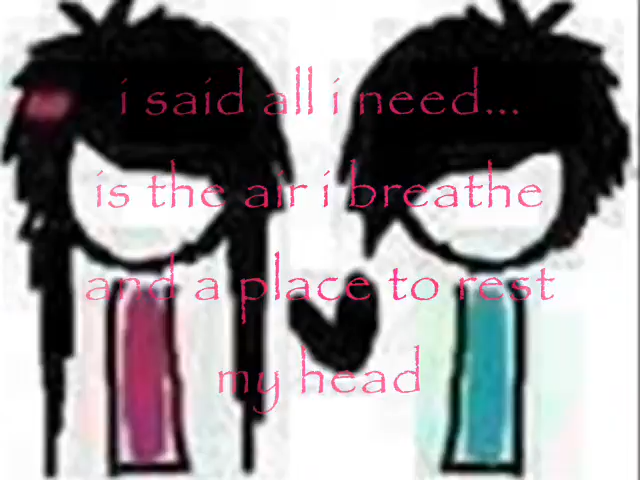 i said all i need...
is the air i breathe
and a place to rest
my head